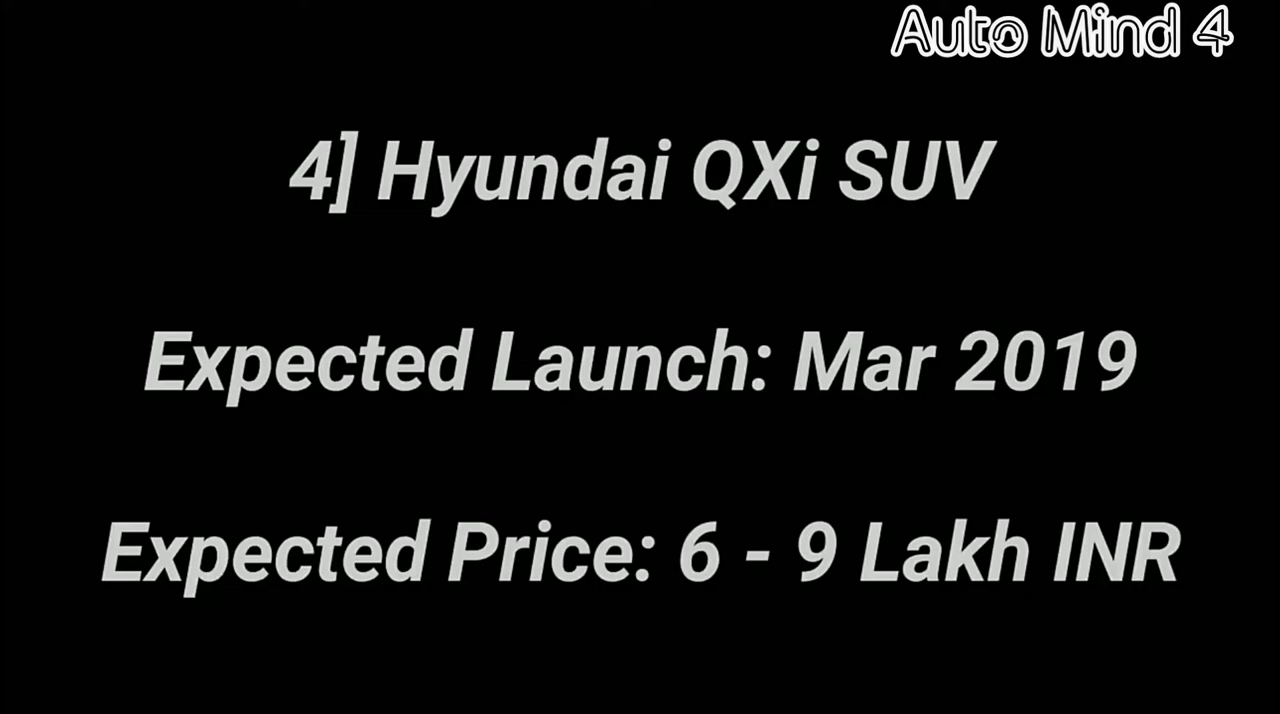 Auto Mind 4
4] Hyundai QXi SUV
Expected Launch: Mar 2019
Expected Price: 6 - 9 Lakh INR